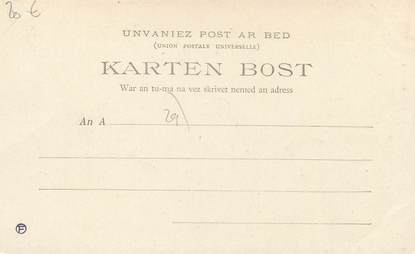 20 €
UNVANIEZ POST AR BED
(UNION POSTALE UNIVERSELLE)
KARTEN BOST
War an tu-ma na vez skrivet nemed an adress
An A
29